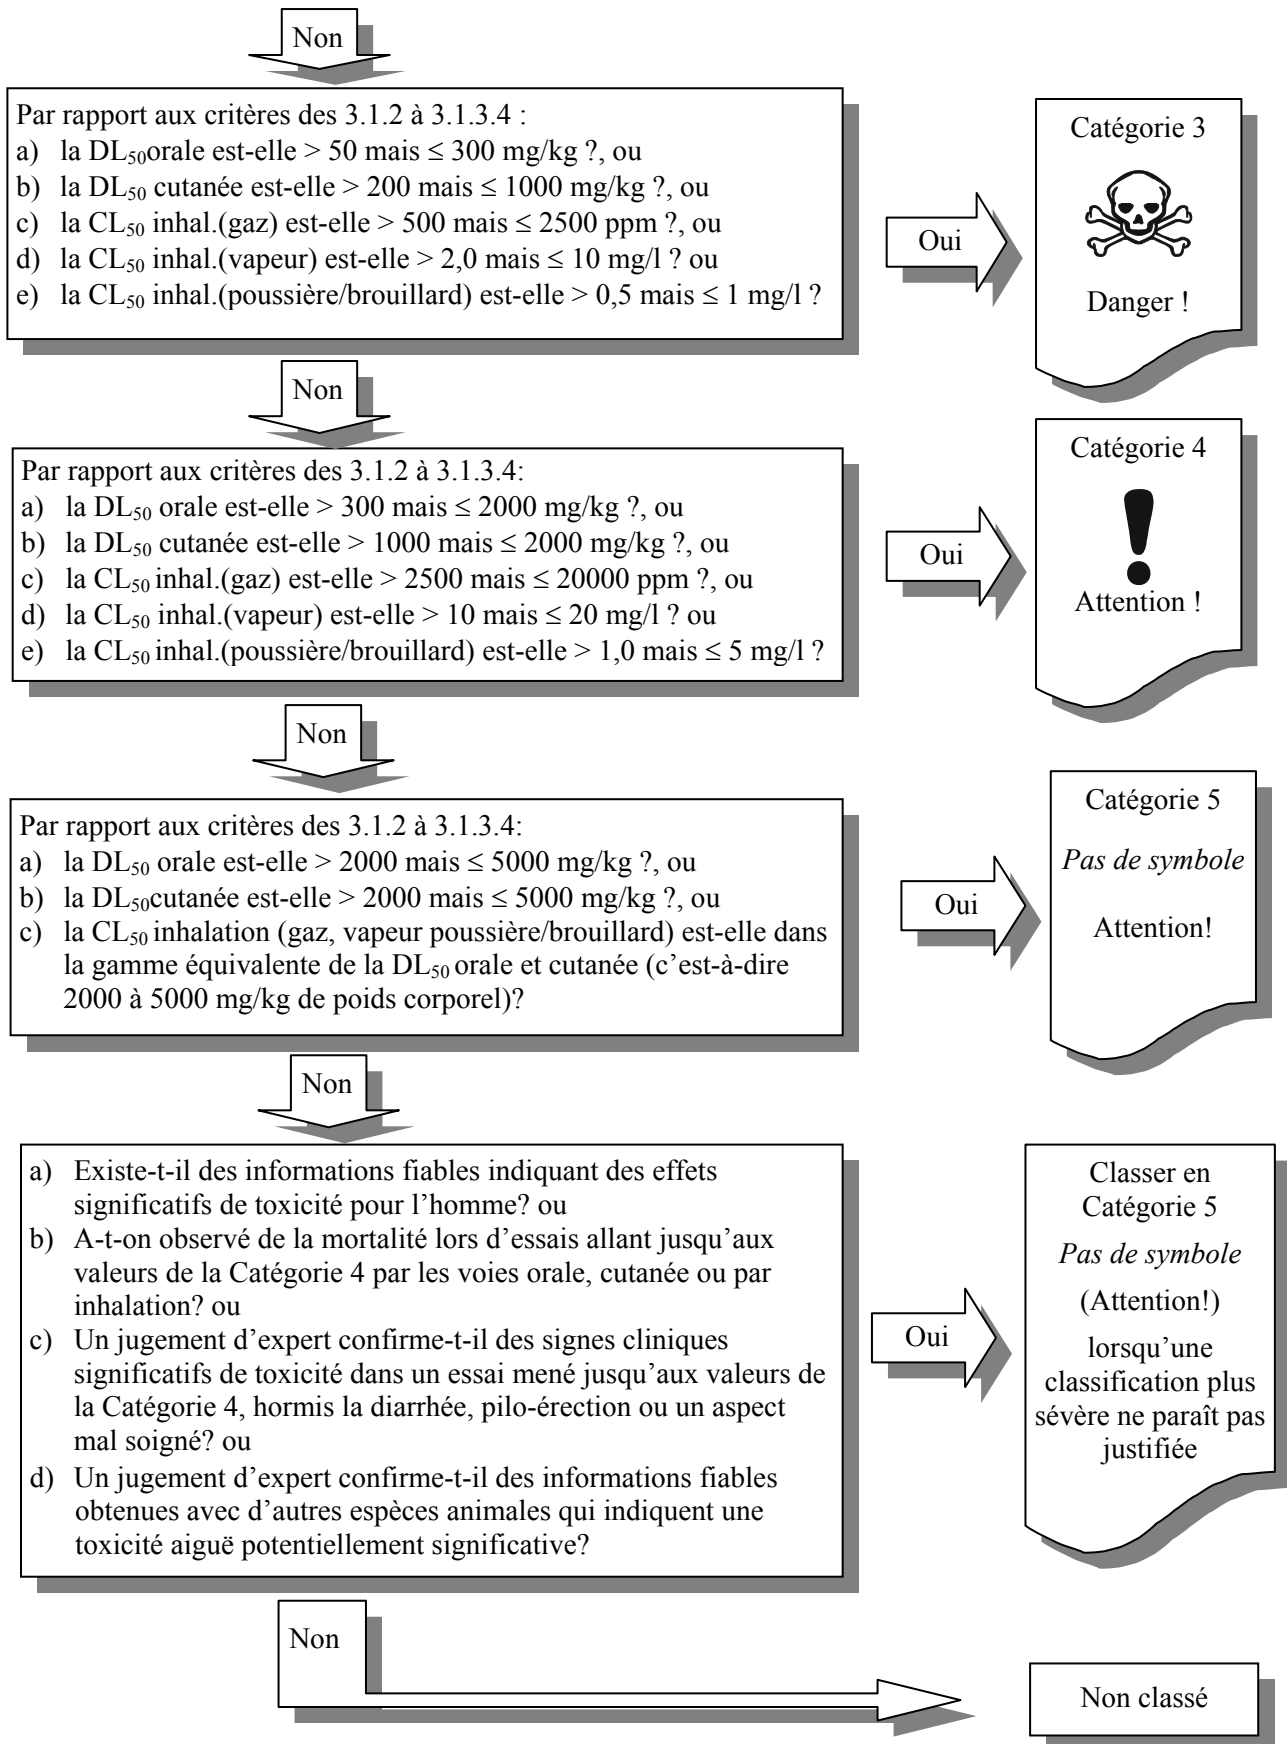 Non
Par rapport aux critères des 3.1.2 à 3.1.3.4 :
a) la DL50orale est-elle > 50 mais ≤ 300 mg/kg ?, ou
b) la DL50 cutanée est-elle > 200 mais ≤ 1000 mg/kg ?, ou
c) la CL50 inhal.(gaz) est-elle > 500 mais ≤ 2500 ppm ?, ou
d) la CL50 inhal.(vapeur) est-elle > 2,0 mais ≤ 10 mg/l ? ou
e) la CL50 inhal.(poussière/brouillard) est-elle > 0,5 mais ≤ 1 mg/l ?
Oui
Catégorie 3
Danger !
Non
Par rapport aux critères des 3.1.2 à 3.1.3.4:
a) la DL50 orale est-elle > 300 mais ≤ 2000 mg/kg ?, ou
b) la DL50 cutanée est-elle > 1000 mais ≤ 2000 mg/kg ?, ou
c) la CL50 inhal.(gaz) est-elle > 2500 mais ≤ 20000 ppm ?, ou
d) la CL50 inhal.(vapeur) est-elle > 10 mais ≤ 20 mg/l ? ou
e) la CL50 inhal.(poussière/brouillard) est-elle > 1,0 mais ≤ 5 mg/l ?
Oui
Catégorie 4
Attention !
Non
Par rapport aux critères des 3.1.2 à 3.1.3.4:
a) la DL50 orale est-elle > 2000 mais ≤ 5000 mg/kg ?, ou
b) la DL50cutanée est-elle > 2000 mais ≤ 5000 mg/kg ?, ou
c) la CL50 inhalation (gaz, vapeur poussière/brouillard) est-elle dans
la gamme équivalente de la DL50 orale et cutanée (c'est-à-dire
2000 à 5000 mg/kg de poids corporel)?
Oui
Catégorie 5
Pas de symbole
Attention!
Non
a) Existe-t-il des informations fiables indiquant des effets
significatifs de toxicité pour l'homme? ou
b) A-t-on observé de la mortalité lors d'essais allant jusqu'aux
valeurs de la Catégorie 4 par les voies orale, cutanée ou par
inhalation? ou
c) Un jugement d'expert confirme-t-il des signes cliniques
significatifs de toxicité dans un essai mené jusqu'aux valeurs de
la Catégorie 4, hormis la diarrhée, pilo-érection ou un aspect
mal soigné? ou
d) Un jugement d'expert confirme-t-il des informations fiables
obtenues avec d'autres espèces animales qui indiquent une
toxicité aiguë potentiellement significative?
Oui
Classer en
Catégorie 5
Pas de symbole
(Attention!)
lorsqu'une
classification plus
sévère ne paraît pas
justifiée
Non
Non classé